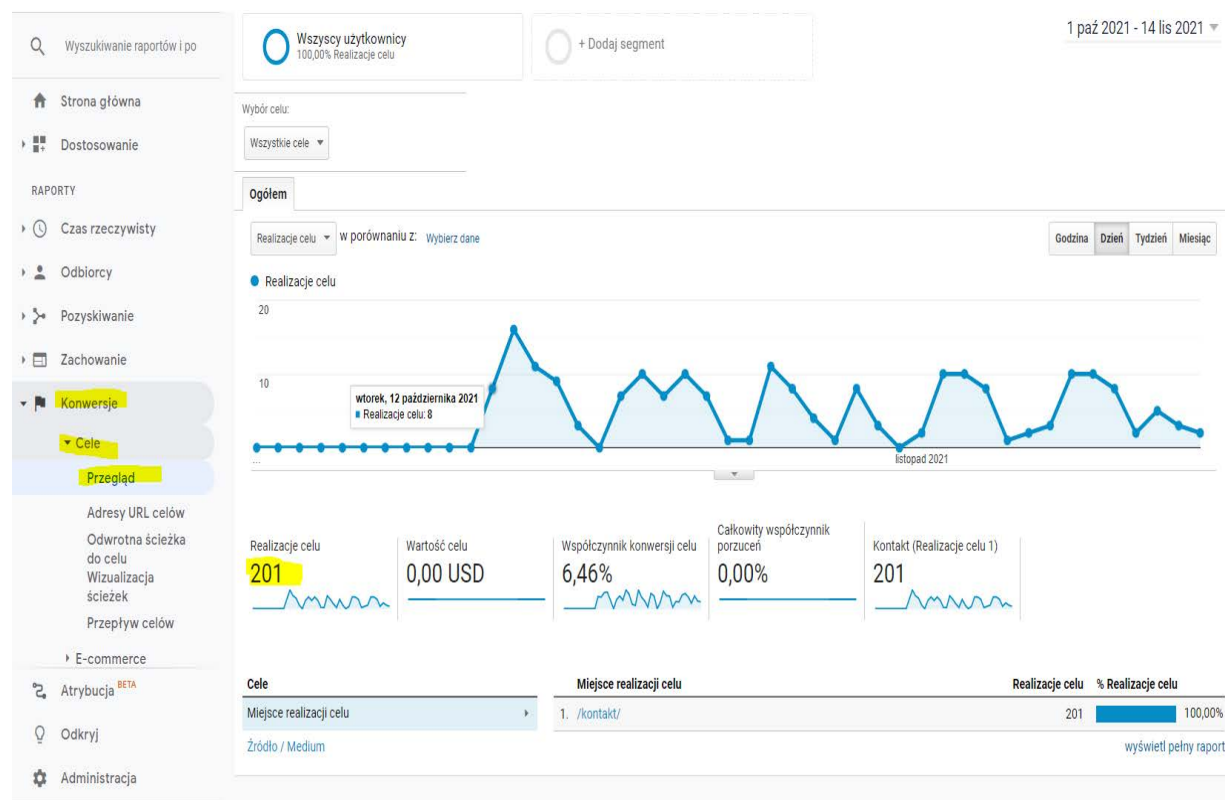 Wyszukiwanie raportów i po
Strona główna
Dostosowanie
RAPORTY
Czas rzeczywisty
Odbiorcy
Pozyskiwanie
Zachowanie
Konwersje
Cele
Przegląd
Adresy URL celów
Odwrotna ścieżka
do celu
Wizualizacja
ścieżek
Przepływ celów
E-commerce
Atrybucja BETA
Odkryj
Administracja
Wszyscy użytkownicy
100,00% Realizacje celu
+ Dodaj segment
1 paź 2021 - 14 lis 2021
Wybór celu:
Wszystkie cele
Ogółem
Realizacje celu w porównaniu z: Wybierz dane
Godzina Dzień Tydzień Miesiąc
Realizacje celu
20
10
wtorek, 12 października 2021
Realizacje celu: 8
...
listopad 2021
Realizacje celu
201
Wartość celu
0,00 USD
Współczynnik konwersji celu
6,46%
Całkowity współczynnik
porzuceń
0,00%
Kontakt (Realizacje celu 1)
201
Cele
Miejsce realizacji celu
Źródło / Medium
Miejsce realizacji celu Realizacje celu % Realizacje celu
1. /kontakt/ 201 100,00%
wyświetl pełny raport